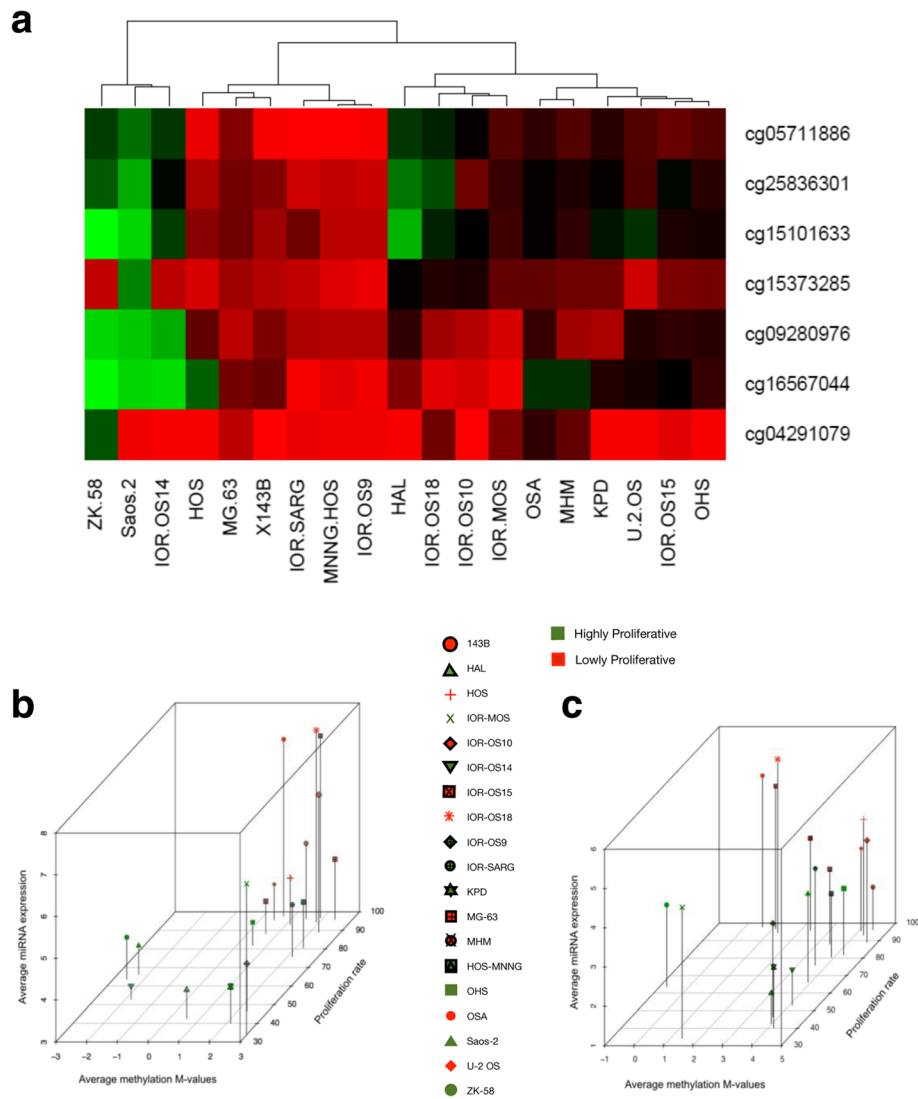 a
cg05711886
cg25836301
cg15101633
cg15373285
cg09280976
cg16567044
cg04291079
ZK.58
Saos.2
IOR.OS14
HOS
MG.63
X143B
IOR.SARG
MNNG.HOS
IOR.OS9
HAL
IOR.OS18
IOR.OS10
IOR.MOS
OSA
MHM
KPD
U.2.OS
IOR.OS15
OHS
Highly Proliferative
Lowly Proliferative
143B
HAL
HOS
IOR-MOS
IOR-OS10
IOR-OS14
IOR-OS15
IOR-OS18
IOR-OS9
IOR-SARG
KPD
MG-63
MHM
HOS-MNNG
OHS
OSA
Saos-2
U-2 OS
ZK-58
b
Average miRNA expression
8
7
6
5
4
3
-3 -2 -1 0 1 2 3
Average methylation M-values
30
40
50
60
70
80
90
100
Proliferation rate
c
Average miRNA expression
6
5
4
3
2
1
-1 0 1 2 3 4 5
Average methylation M-values
30
40
50
60
70
80
90
100
Proliferation rate